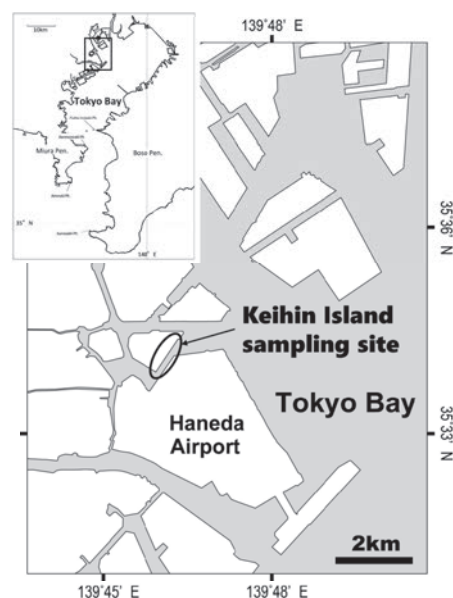 139°48′ E
10km
Tokyo Bay
Miura Pen.
Boso Pen.
35° N
35°36′ N
Keihin Island
sampling site
Tokyo Bay
Haneda
Airport
35°33′ N
2km
139°45′ E
139°48′ E